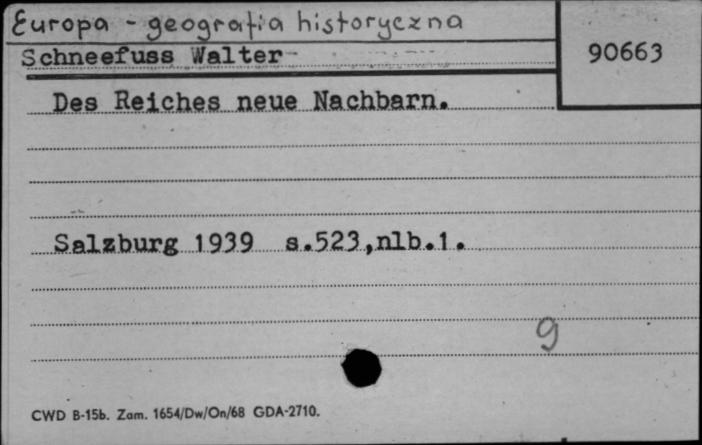 Europa - geografia historyczna
Schneefuss Walter
90663
Des Reiches neue Nachbarn.
Salzburg 1939 s.523,nlb.1.
9
CWD B-15b. Zam. 1654/Dw/On/68 GDA-2710.